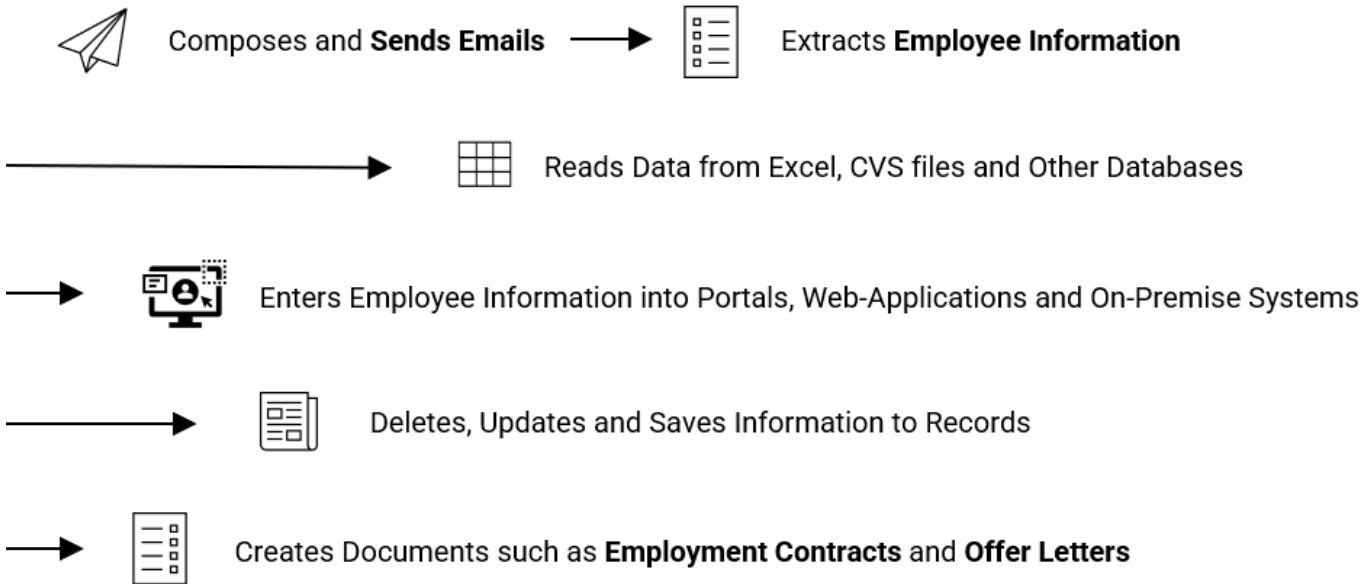 Composes and Sends Emails
Extracts Employee Information
Reads Data from Excel, CVS files and Other Databases
Enters Employee Information into Portals, Web-Applications and On-Premise Systems
Deletes, Updates and Saves Information to Records
Creates Documents such as Employment Contracts and Offer Letters